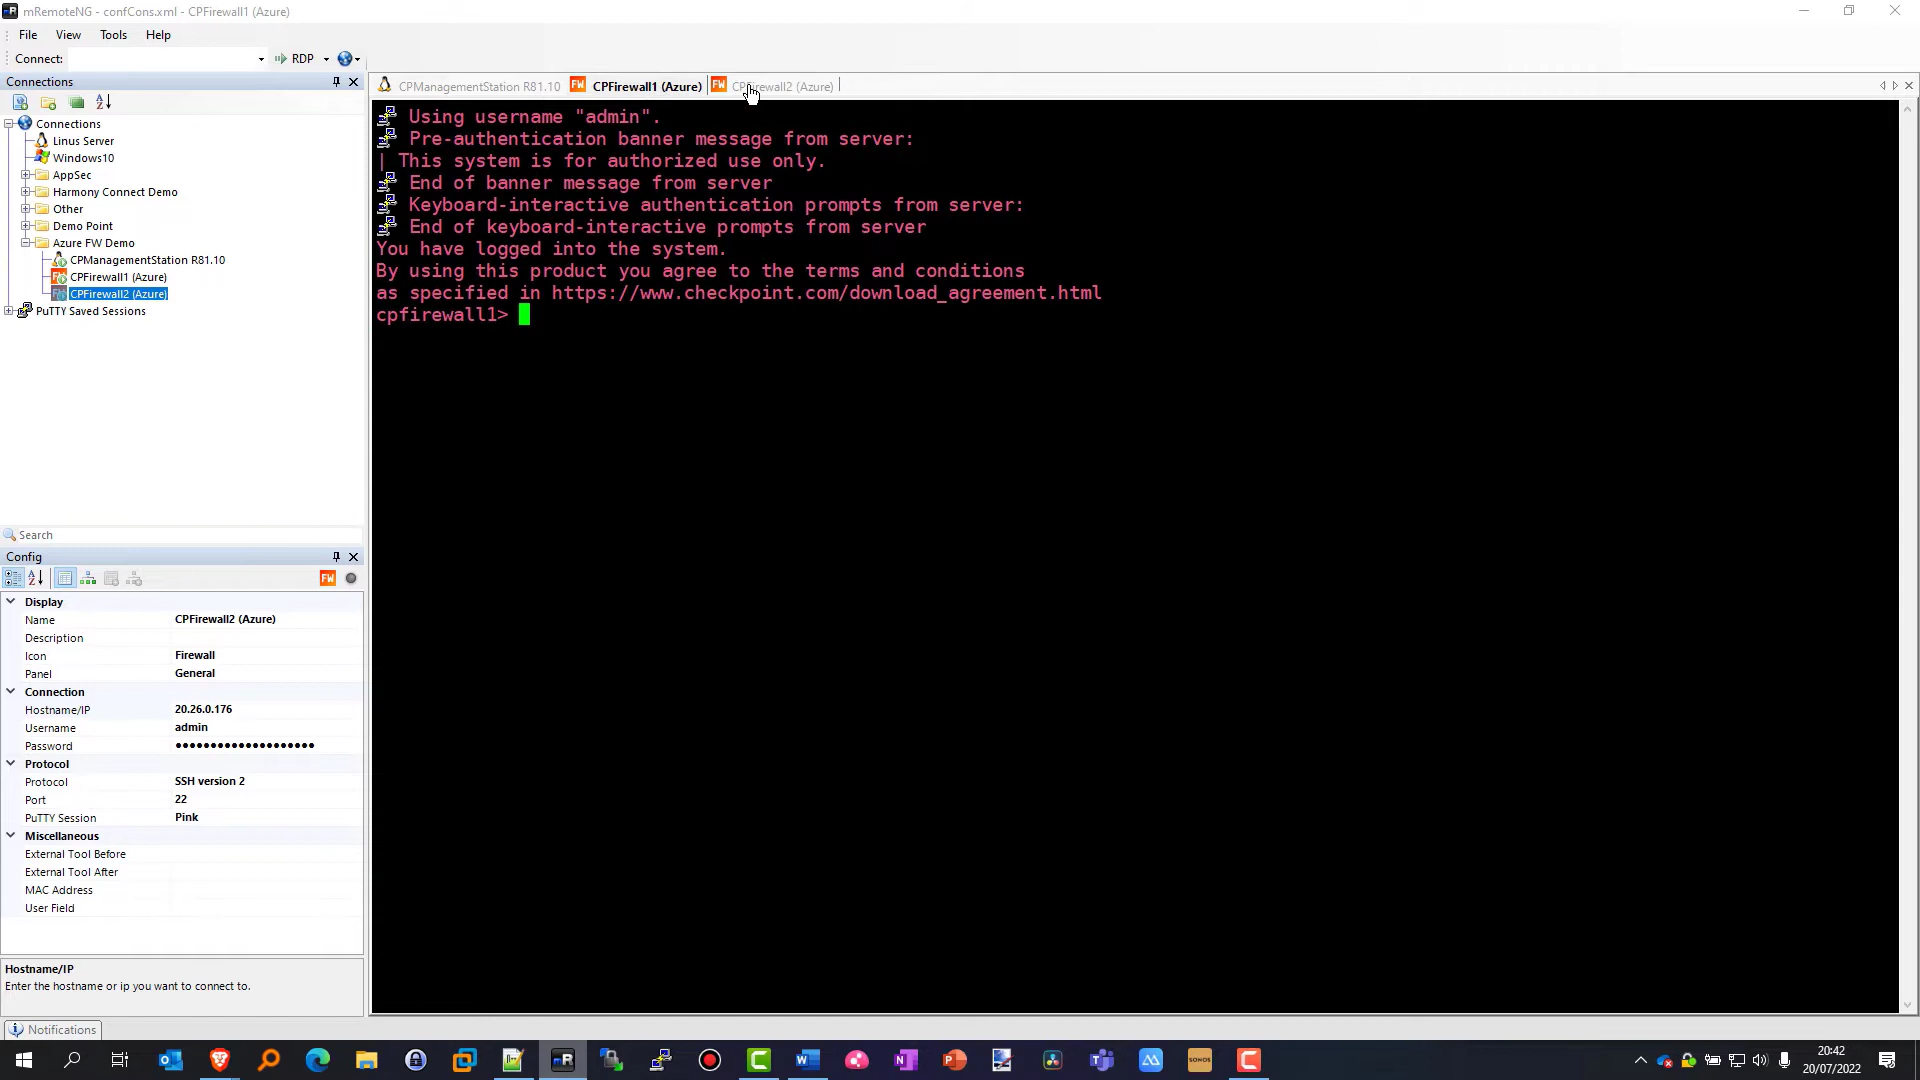 mRemoteNG - confCons.xml - CPFirewall1 (Azure)
File View Tools Help
Connect: RDP
Connections
CPManagementStation R81.10 CPFirewall1 (Azure) CPFirewall2 (Azure)
Connections
Linus Server
Windows10
AppSec
Harmony Connect Demo
Other
Demo Point
Azure FW Demo
CPManagementStation R81.10
CPFirewall1 (Azure)
CPFirewall2 (Azure)
PuTTY Saved Sessions
Using username "admin".
Pre-authentication banner message from server:
| This system is for authorized use only.
End of banner message from server
Keyboard-interactive authentication prompts from server:
End of keyboard-interactive prompts from server
You have logged into the system.
By using this product you agree to the terms and conditions
as specified in https://www.checkpoint.com/download_agreement.html
cpfirewall1>
Search
Config
Display
Name CPFirewall2 (Azure)
Description
Icon Firewall
Panel General
Connection
Hostname/IP 20.26.0.176
Username admin
Password ●●●●●●●●●●●●●●●●●●●●
Protocol
Protocol SSH version 2
Port 22
PuTTY Session Pink
Miscellaneous
External Tool Before
External Tool After
MAC Address
User Field
Hostname/IP
Enter the hostname or ip you want to connect to.
Notifications
20:42
20/07/2022